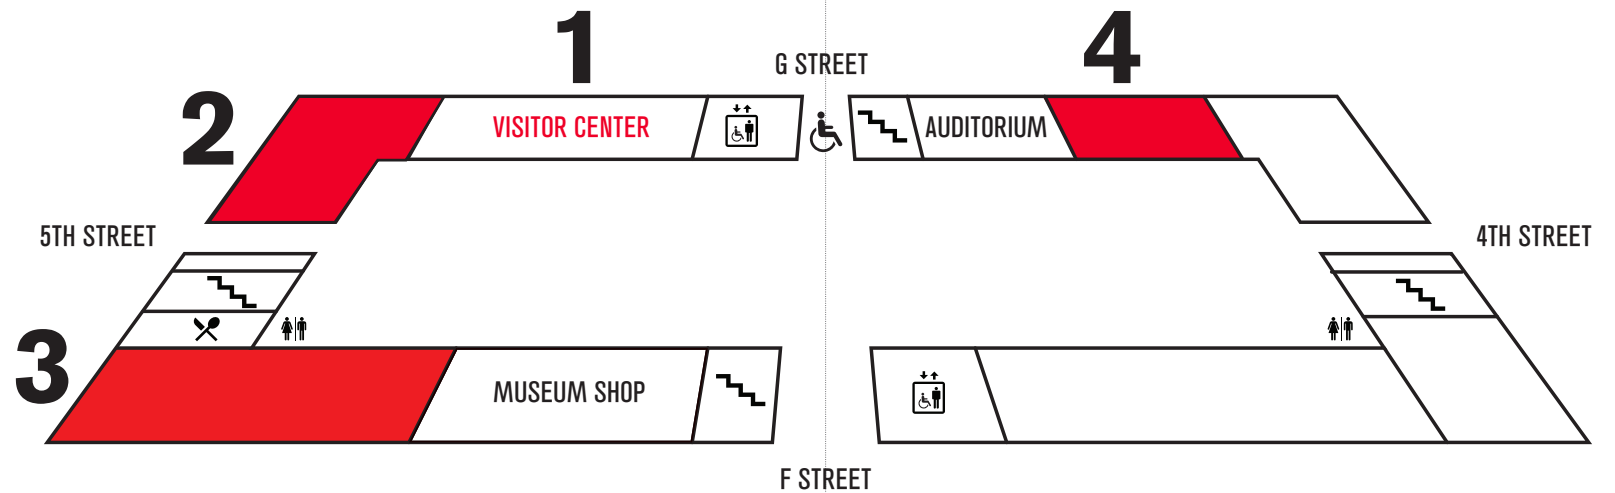 1
4
G STREET
2
VISITOR CENTER
AUDITORIUM
5TH STREET
4TH STREET
3
MUSEUM SHOP
F STREET